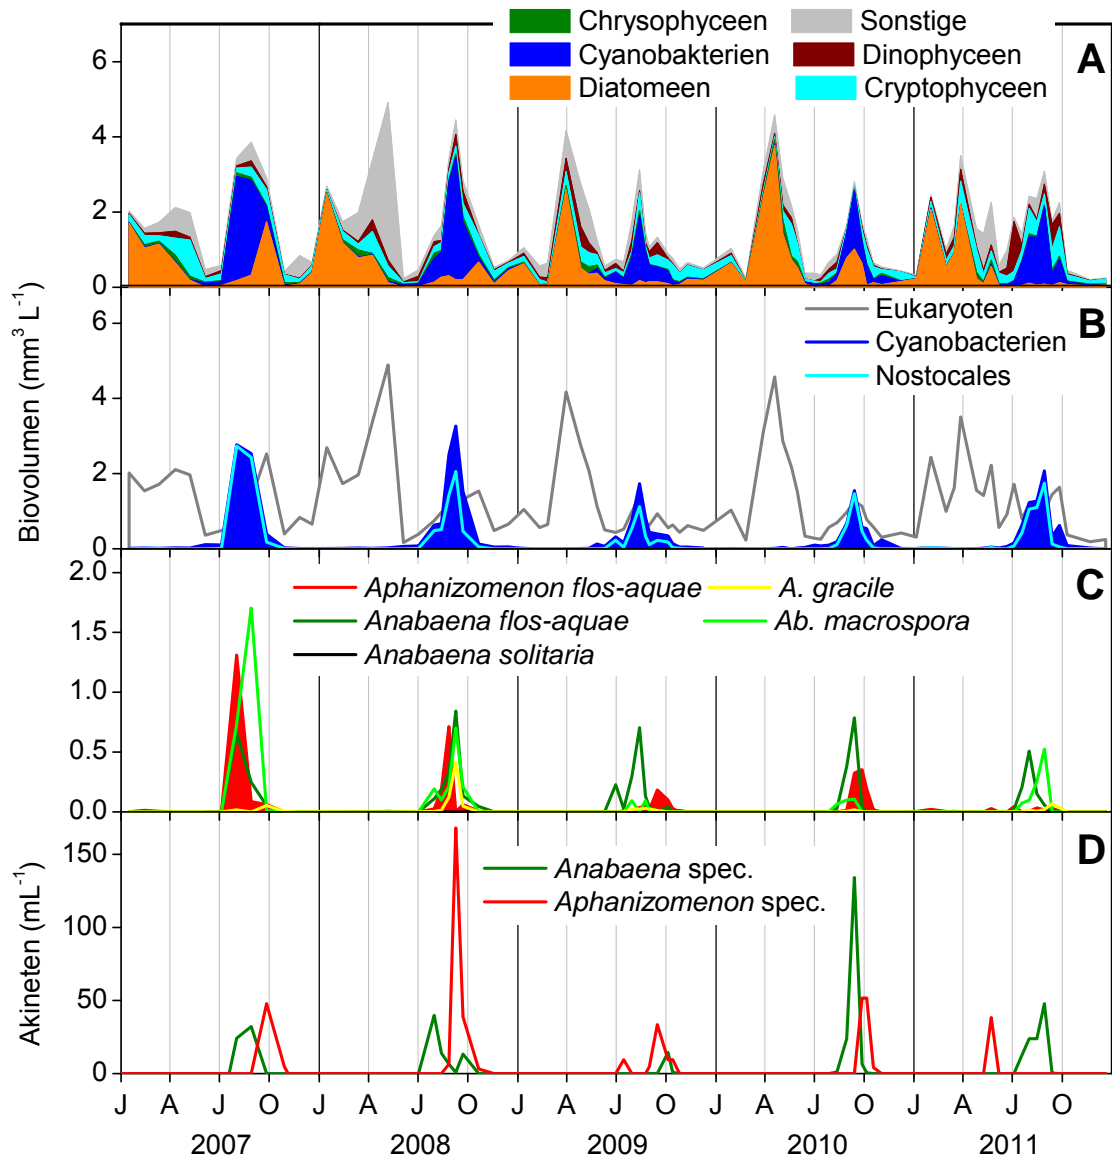 Chrysophyceen Sonstige A
Cyanobakterien Dinophyceen
Diatomeen Cryptophyceen
6
4
2
0
B
Eukaryoten
Cyanobacterien
Nostocales
6
4
2
0
Biovolumen (mm³ L⁻¹)
C
Aphanizomenon flos-aquae A. gracile
Anabaena flos-aquae Ab. macrospora
Anabaena solitaria
2.0
1.5
1.0
0.5
0.0
D
Anabaena spec.
Aphanizomenon spec.
150
100
50
0
Akineten (mL⁻¹)
J A J O J A J O J A J O J A J O J A J O
2007 2008 2009 2010 2011